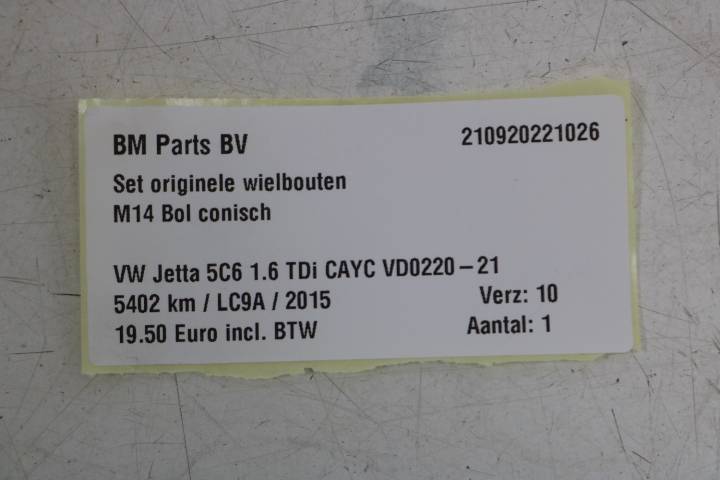 BM Parts BV 210920221026
Set originele wielbouten
M14 Bol conisch
VW Jetta 5C6 1.6 TDi CAYC VD0220-21
5402 km / LC9A / 2015 Verz: 10
19.50 Euro incl. BTW Aantal: 1